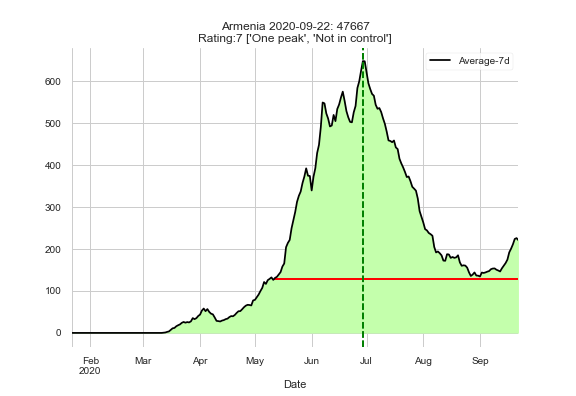 Armenia 2020-09-22: 47667
Rating:7 ['One peak', 'Not in control']
Average-7d
600
500
400
300
200
100
0
Feb
2020
Mar
Apr
May
Jun
Jul
Aug
Sep
Date